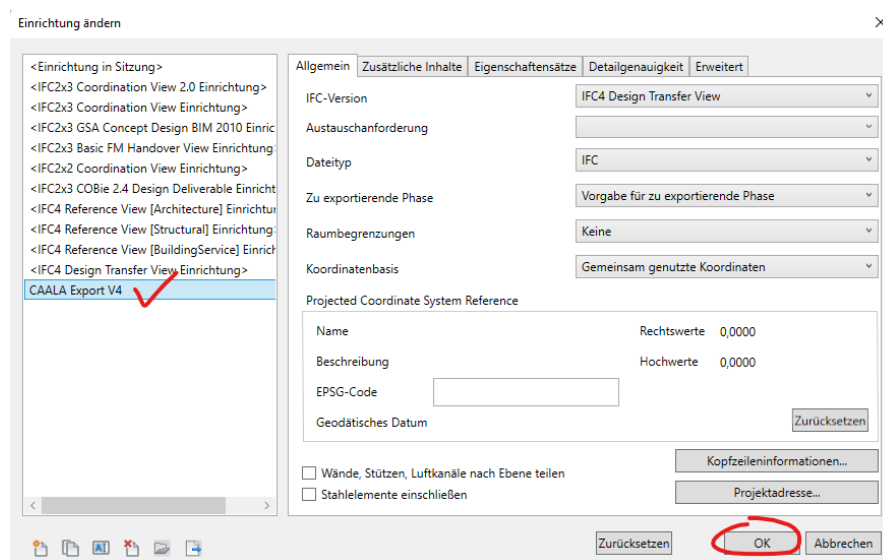 Einrichtung ändern
<Einrichtung in Sitzung>
<IFC2x3 Coordination View 2.0 Einrichtung>
<IFC2x3 Coordination View Einrichtung>
<IFC2x3 GSA Concept Design BIM 2010 Einric
<IFC2x3 Basic FM Handover View Einrichtung
<IFC2x2 Coordination View Einrichtung>
<IFC2x3 COBie 2.4 Design Deliverable Einricht
<IFC4 Reference View [Architecture] Einrichtur
<IFC4 Reference View [Structural] Einrichtung
<IFC4 Reference View [BuildingService] Einrich
<IFC4 Design Transfer View Einrichtung>
CAALA Export V4
Allgemein Zusätzliche Inhalte Eigenschaftensätze Detailgenauigkeit Erweitert
IFC-Version IFC4 Design Transfer View
Austauschanforderung
Dateityp IFC
Zu exportierende Phase Vorgabe für zu exportierende Phase
Raumbegrenzungen Keine
Koordinatenbasis Gemeinsam genutzte Koordinaten
Projected Coordinate System Reference
Name Rechtswerte 0,0000
Beschreibung Hochwerte 0,0000
EPSG-Code
Geodätisches Datum Zurücksetzen
Kopfzeileninformationen...
Wände, Stützen, Luftkanäle nach Ebene teilen
Stahlelemente einschließen Projektadresse...
Zurücksetzen OK Abbrechen